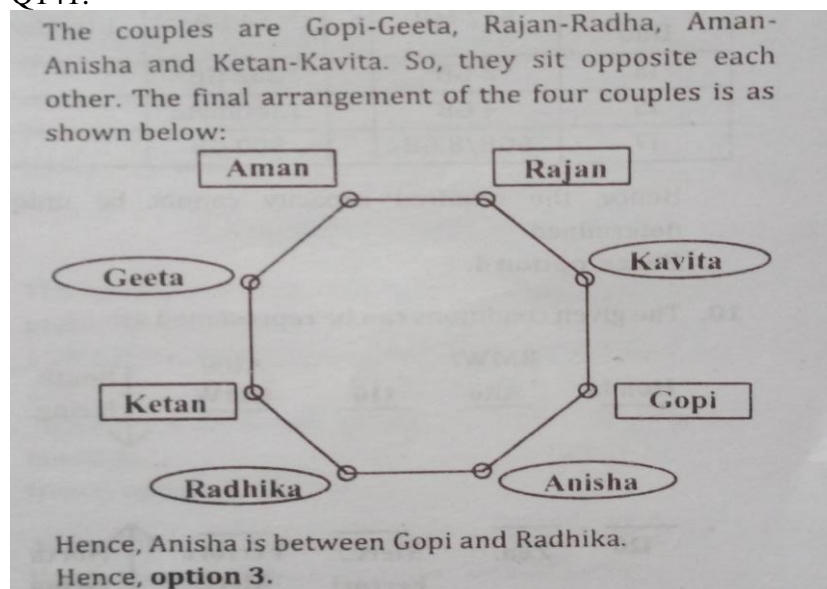 Q141.
The couples are Gopi-Geeta, Rajan-Radha, Aman-
Anisha and Ketan-Kavita. So, they sit opposite each
other. The final arrangement of the four couples is as
shown below:
Aman
Rajan
Geeta
Kavita
Ketan
Gopi
Radhika
Anisha
Hence, Anisha is between Gopi and Radhika.
Hence, option 3.